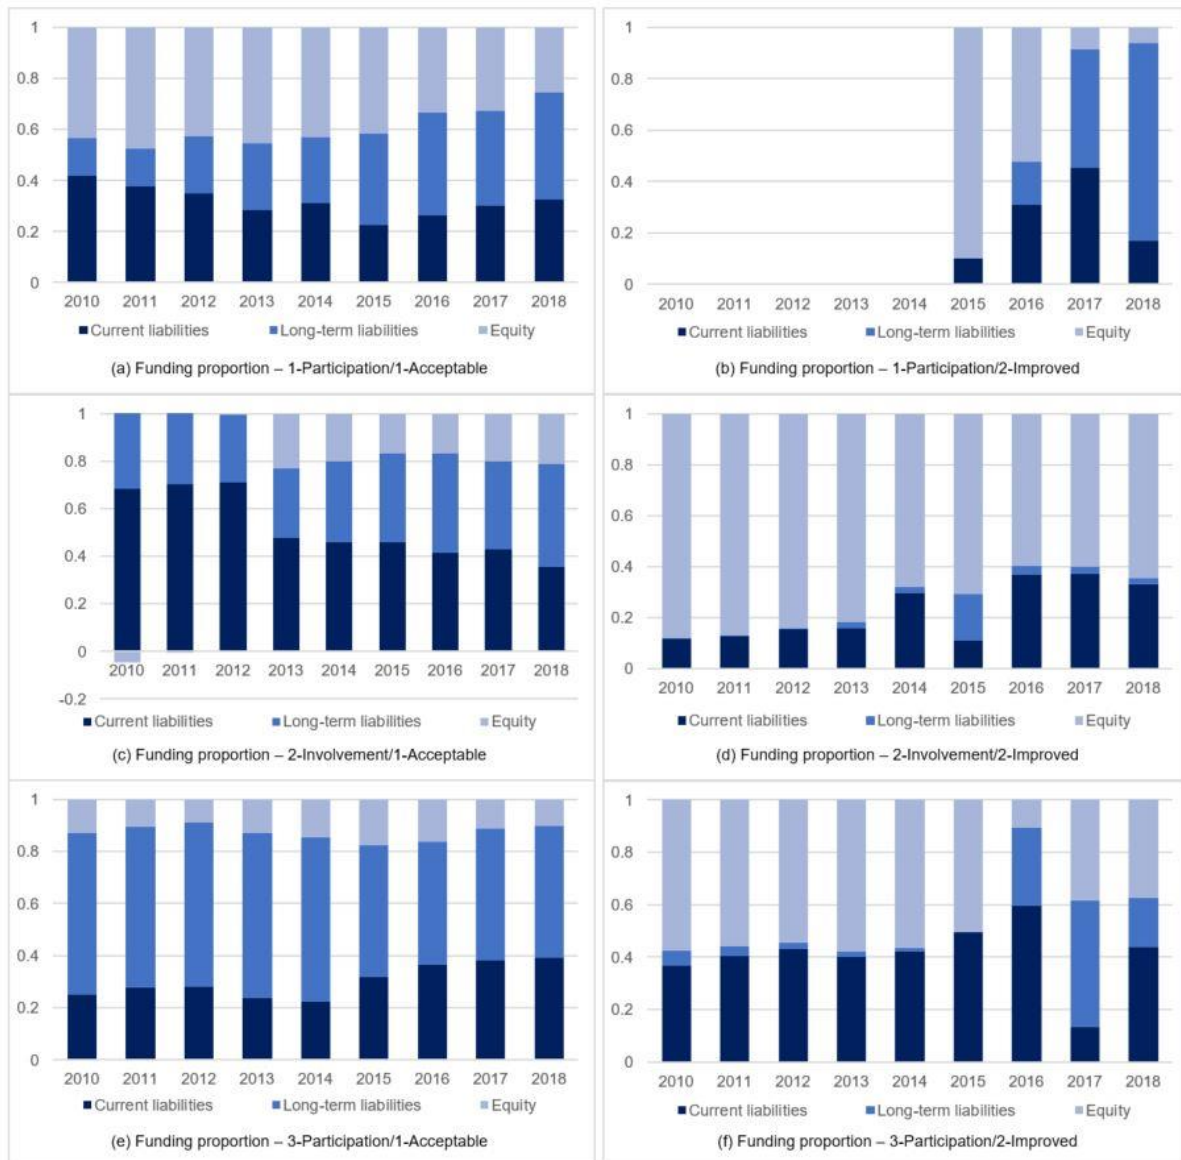 1
0.8
0.6
0.4
0.2
0
2010 2011 2012 2013 2014 2015 2016 2017 2018
Current liabilities Long-term liabilities Equity
(a) Funding proportion – 1-Participation/1-Acceptable
1
0.8
0.6
0.4
0.2
0
2010 2011 2012 2013 2014 2015 2016 2017 2018
Current liabilities Long-term liabilities Equity
(b) Funding proportion – 1-Participation/2-Improved
1
0.8
0.6
0.4
0.2
0
-0.2
2010 2011 2012 2013 2014 2015 2016 2017 2018
Current liabilities Long-term liabilities Equity
(c) Funding proportion – 2-Involvement/1-Acceptable
1
0.8
0.6
0.4
0.2
0
2010 2011 2012 2013 2014 2015 2016 2017 2018
Current liabilities Long-term liabilities Equity
(d) Funding proportion – 2-Involvement/2-Improved
1
0.8
0.6
0.4
0.2
0
2010 2011 2012 2013 2014 2015 2016 2017 2018
Current liabilities Long-term liabilities Equity
(e) Funding proportion – 3-Participation/1-Acceptable
1
0.8
0.6
0.4
0.2
0
2010 2011 2012 2013 2014 2015 2016 2017 2018
Current liabilities Long-term liabilities Equity
(f) Funding proportion – 3-Participation/2-Improved